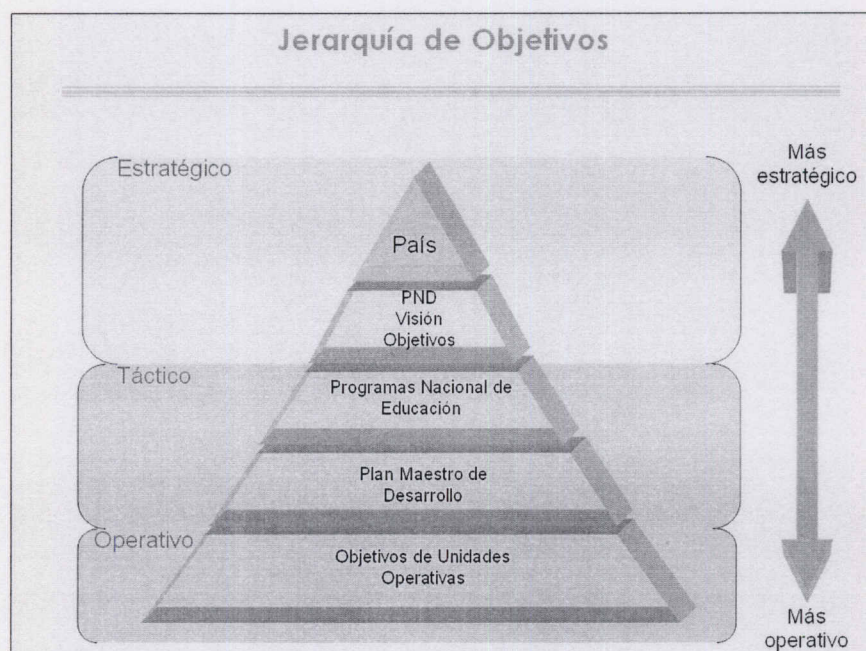 Jerarquía de Objetivos
Estratégico
Más
estratégico
País
PND
Visión
Objetivos
Táctico
Programas Nacional de
Educación
Plan Maestro de
Desarrollo
Operativo
Objetivos de Unidades
Operativas
Más
operativo